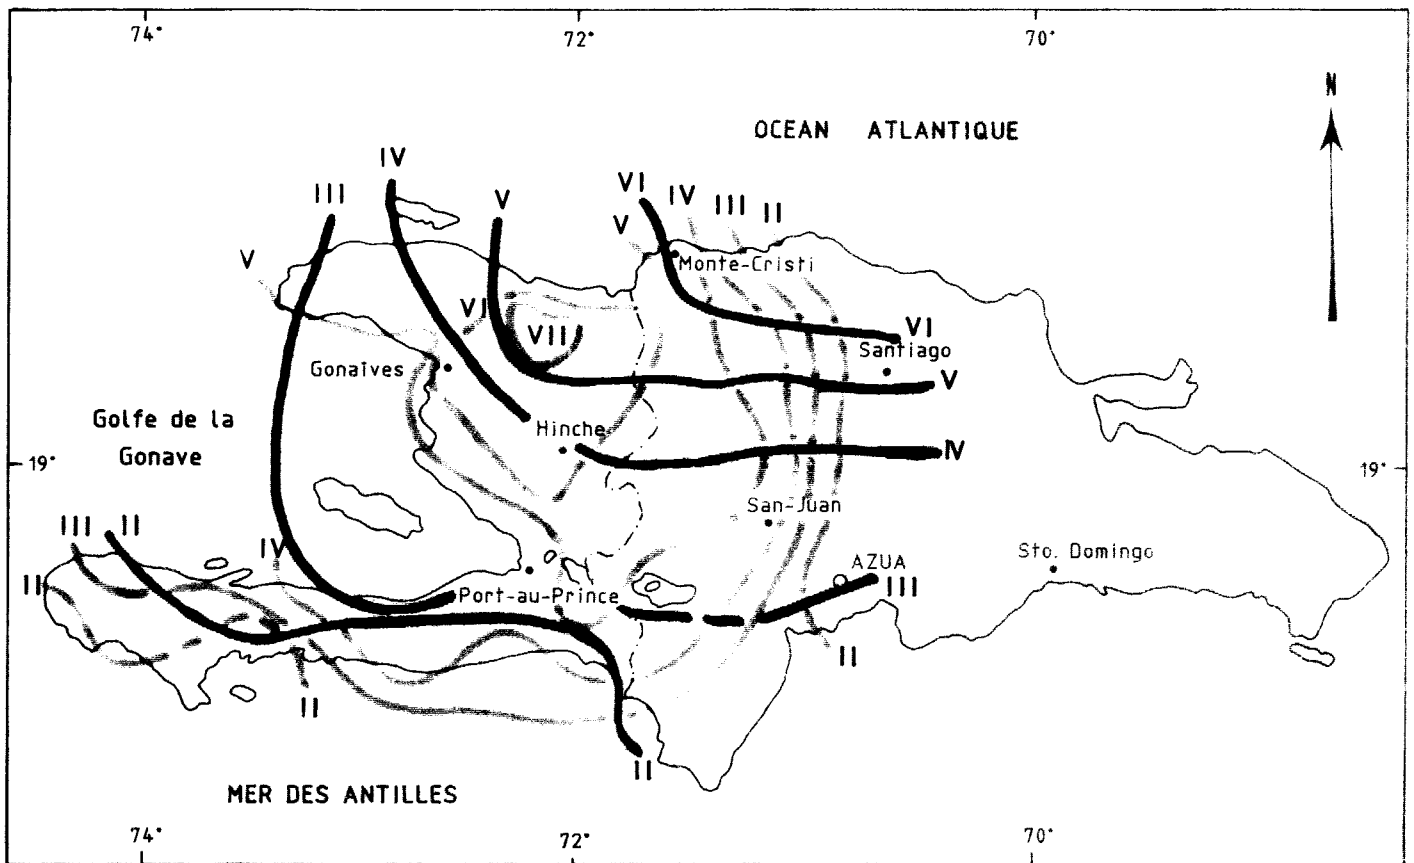 74°
72°
70°
N
OCEAN ATLANTIQUE
IV
III
V
VI
IV
III
II
V
V
Monte-Cristi
VI
VII
VI
Santiago
Gonaïves
V
Golfe de la
Gonave
Hinche
IV
19°
19°
San-Juan
III
II
IV
AZUA
Sto. Domingo
II
III
Port-au-Prince
II
II
II
MER DES ANTILLES
74°
72°
70°